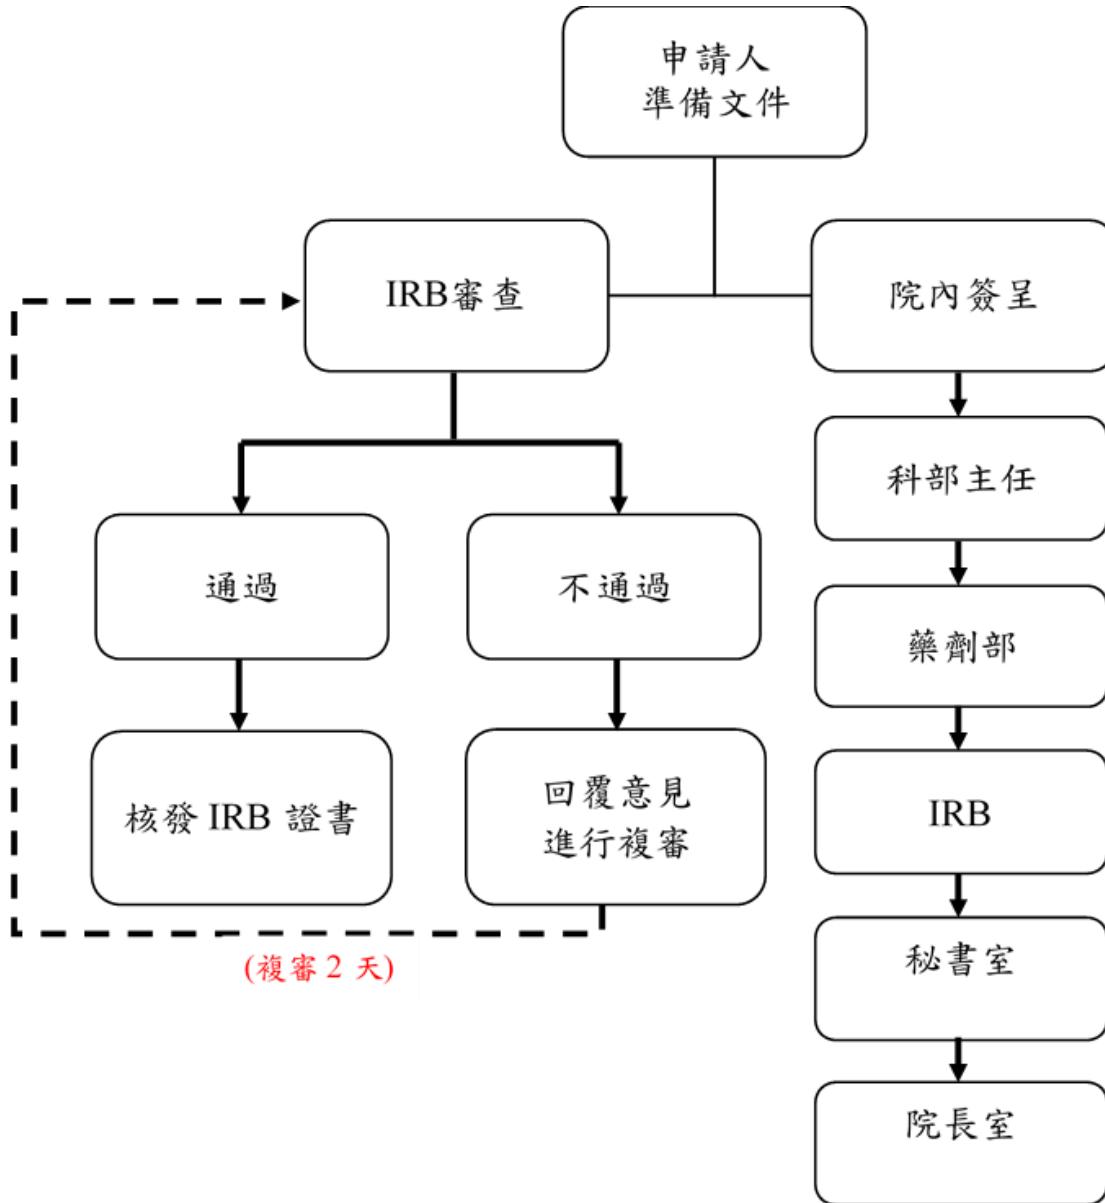 申請人
準備文件
IRB審查
院內簽呈
科部主任
通過
不通過
藥劑部
核發 IRB 證書
回覆意見
進行複審
IRB
(複審 2 天)
秘書室
院長室